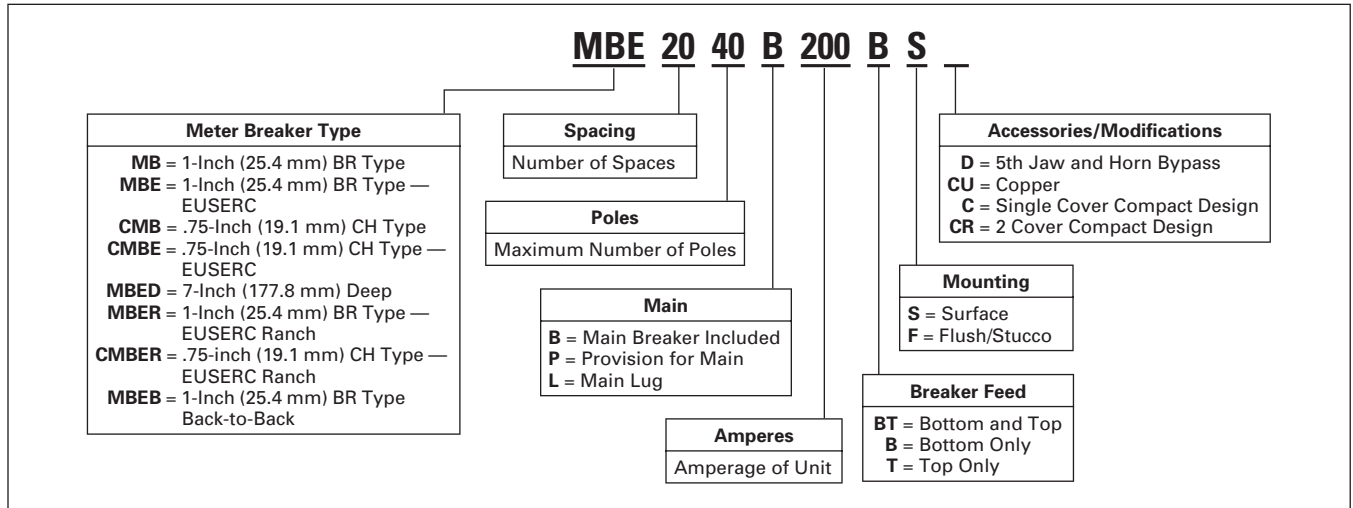 MBE 20 40 B 200 B S
Meter Breaker Type
MB = 1-Inch (25.4 mm) BR Type
MBE = 1-Inch (25.4 mm) BR Type —
EUSERC
CMB = .75-Inch (19.1 mm) CH Type
CMBE = .75-Inch (19.1 mm) CH Type —
EUSERC
MBED = 7-Inch (177.8 mm) Deep
MBER = 1-Inch (25.4 mm) BR Type —
EUSERC Ranch
CMBER = .75-inch (19.1 mm) CH Type —
EUSERC Ranch
MBEB = 1-Inch (25.4 mm) BR Type
Back-to-Back
Spacing
Number of Spaces
Poles
Maximum Number of Poles
Main
B = Main Breaker Included
P = Provision for Main
L = Main Lug
Amperes
Amperage of Unit
Accessories/Modifications
D = 5th Jaw and Horn Bypass
CU = Copper
C = Single Cover Compact Design
CR = 2 Cover Compact Design
Mounting
S = Surface
F = Flush/Stucco
Breaker Feed
BT = Bottom and Top
B = Bottom Only
T = Top Only